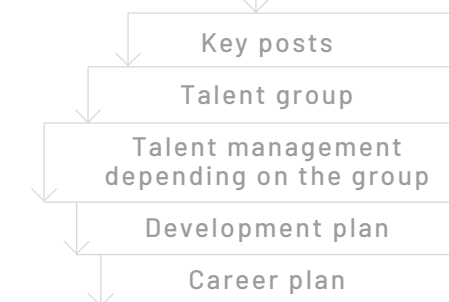 Key posts
Talent group
Talent management
depending on the group
Development plan
Career plan